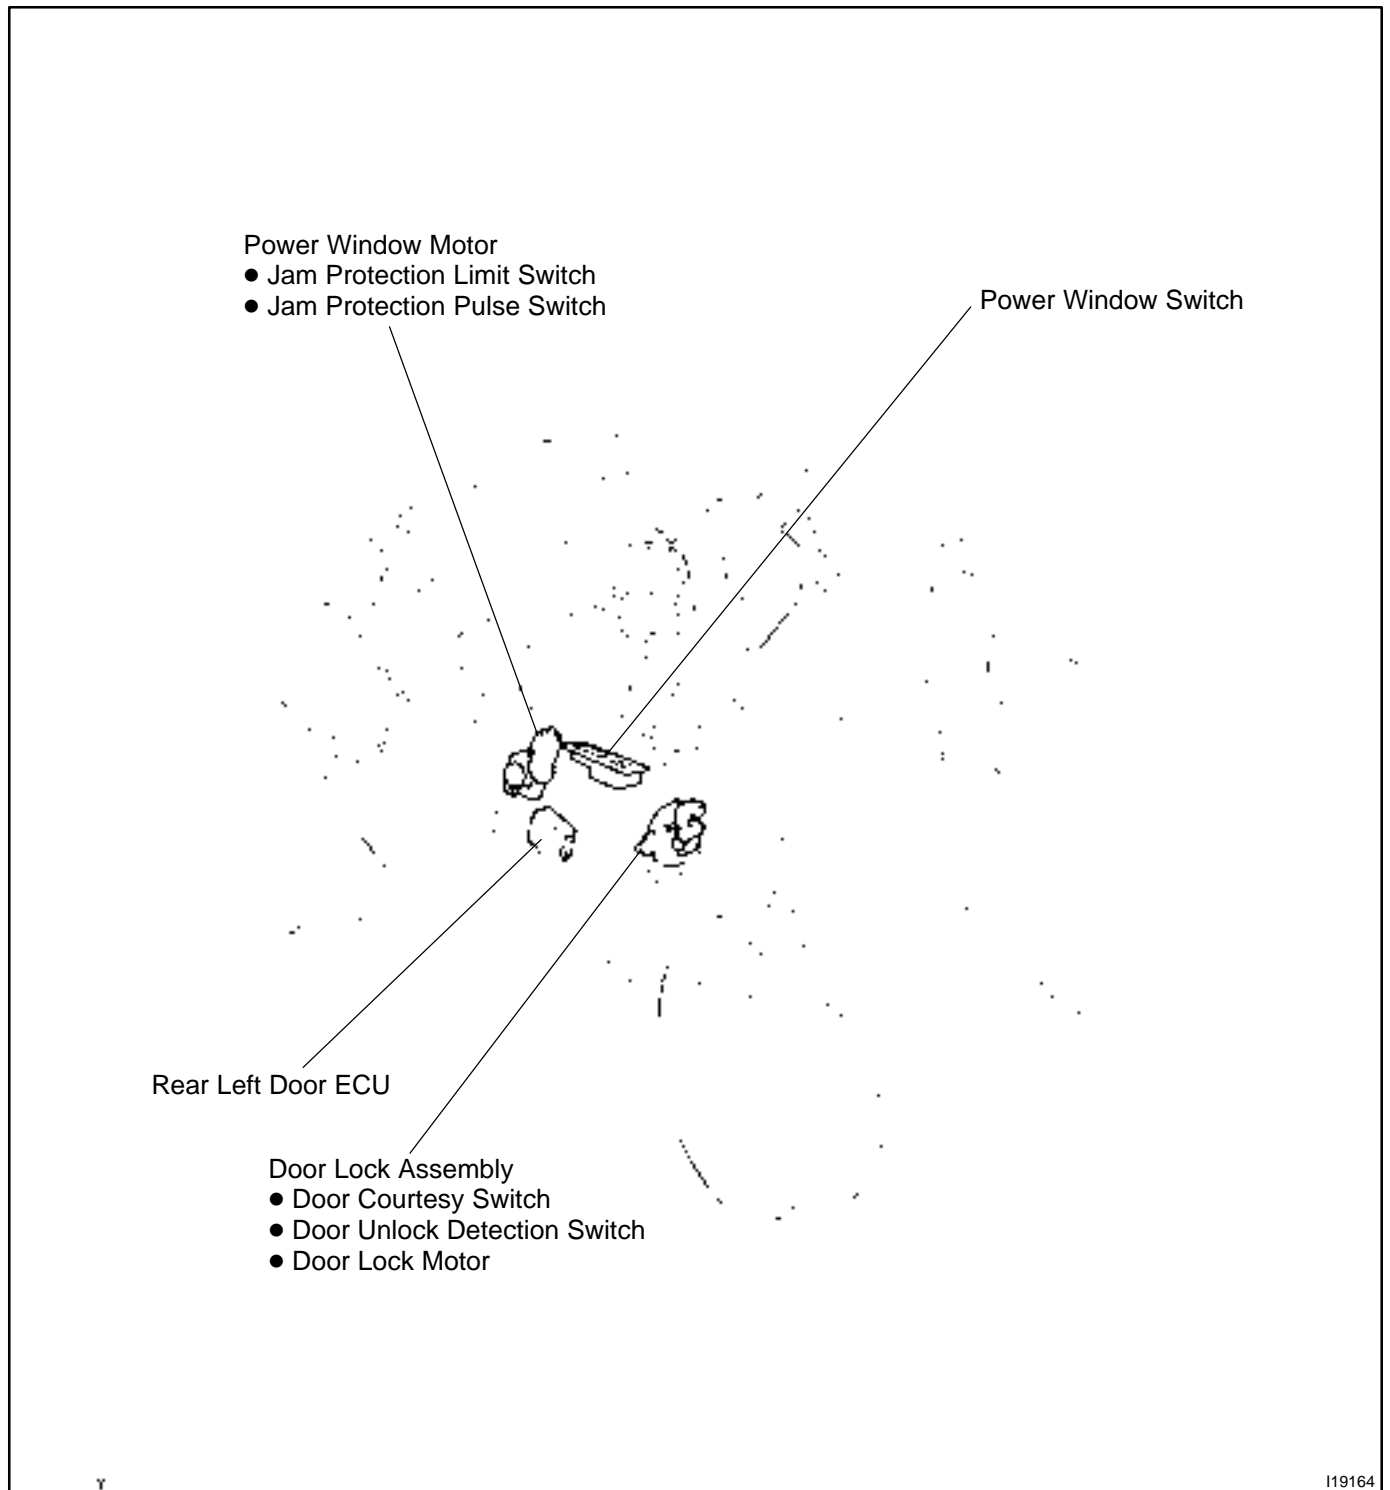 Power Window Motor
● Jam Protection Limit Switch
● Jam Protection Pulse Switch
Power Window Switch
Rear Left Door ECU
Door Lock Assembly
● Door Courtesy Switch
● Door Unlock Detection Switch
● Door Lock Motor
Y
I19164